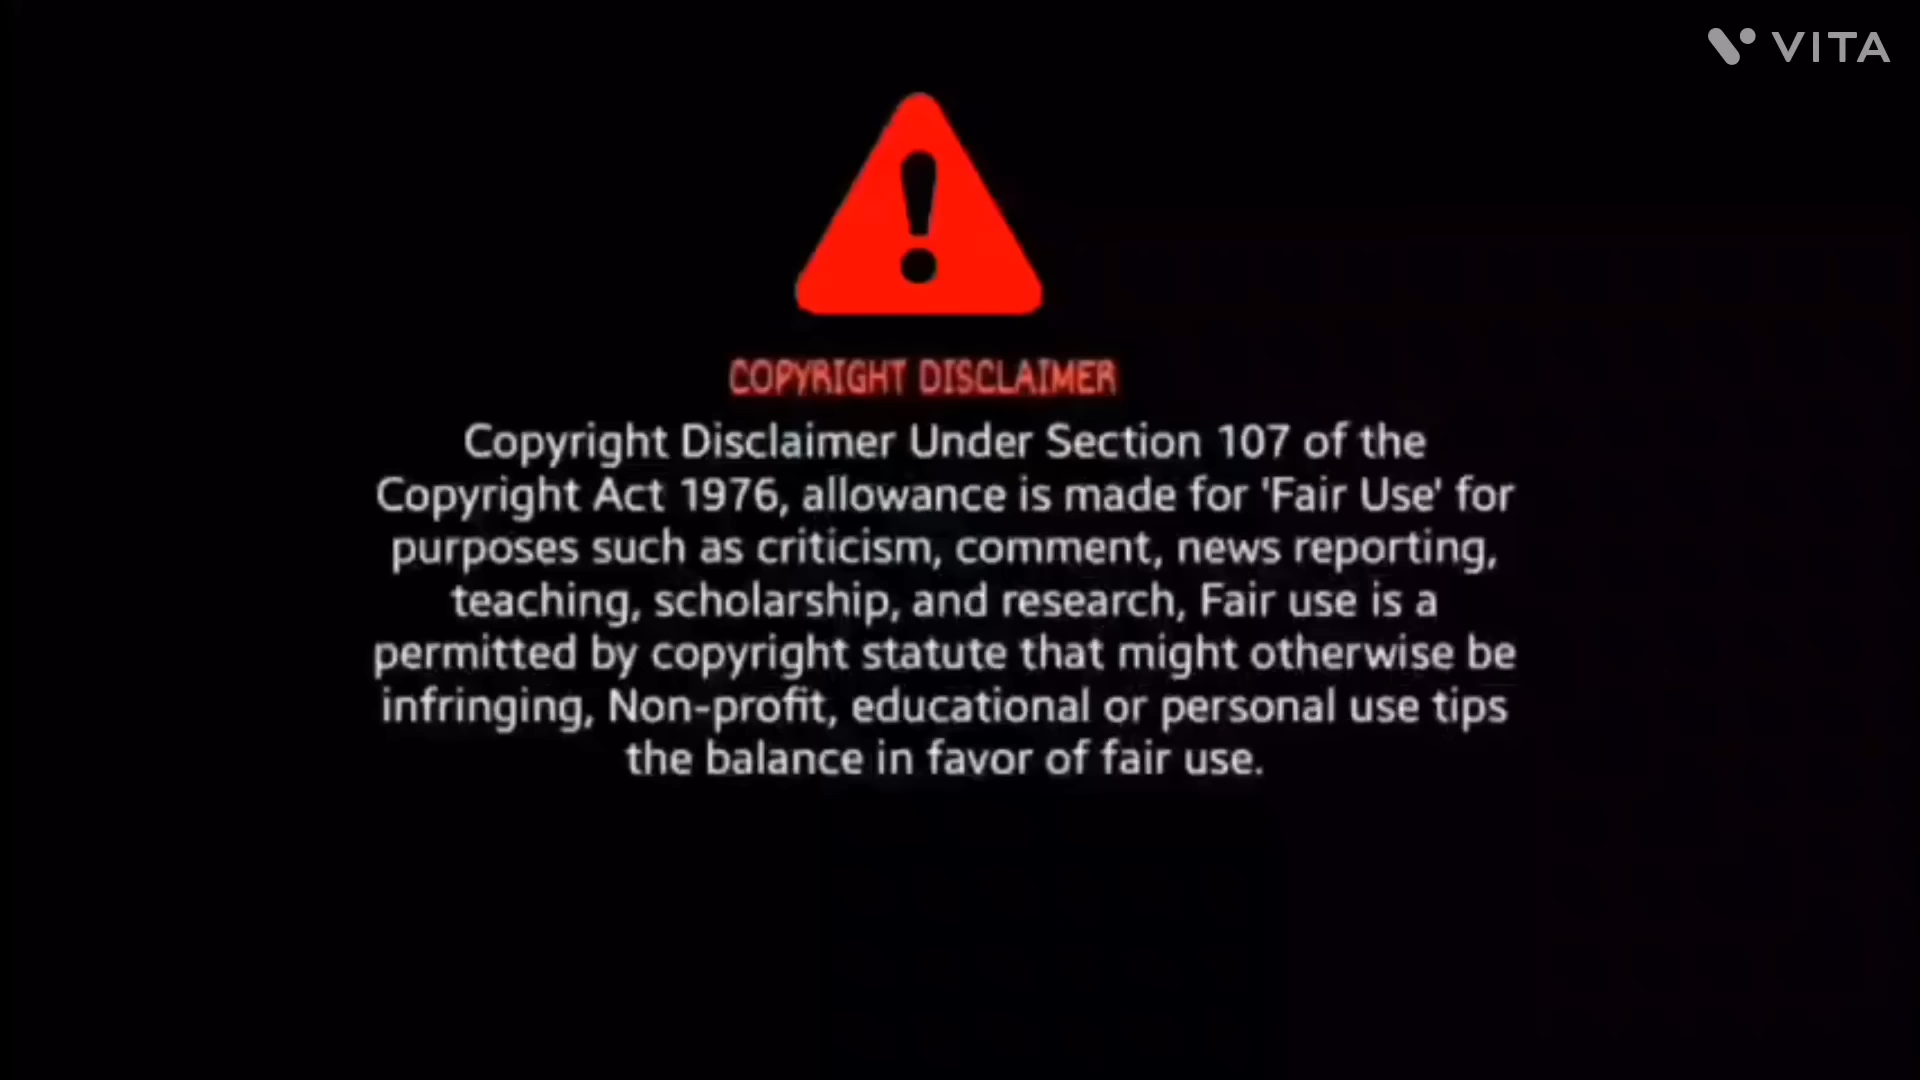 VITA
COPYRIGHT DISCLAIMER
Copyright Disclaimer Under Section 107 of the
Copyright Act 1976, allowance is made for 'Fair Use' for
purposes such as criticism, comment, news reporting,
teaching, scholarship, and research, Fair use is a
permitted by copyright statute that might otherwise be
infringing, Non-profit, educational or personal use tips
the balance in favor of fair use.